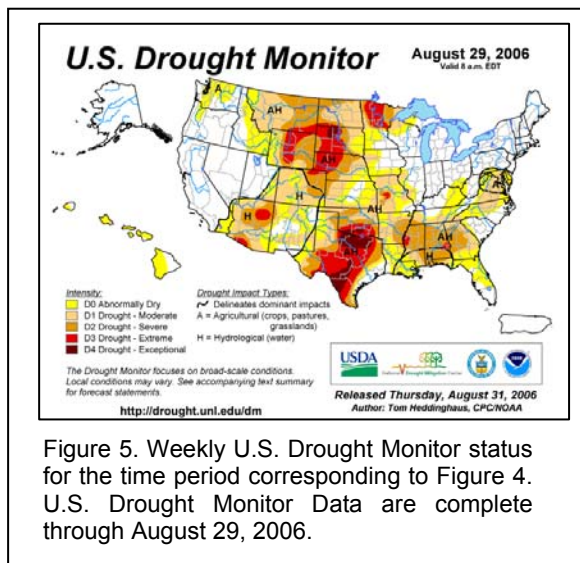 U.S. Drought Monitor
August 29, 2006
Valid 8 a.m. EDT
A
AH
AH
H
H
AH
A
AH
H
H
Intensity:
D0 Abnormally Dry
D1 Drought - Moderate
D2 Drought - Severe
D3 Drought - Extreme
D4 Drought - Exceptional
Drought Impact Types:
Delineates dominant impacts
A = Agricultural (crops, pastures,
grasslands)
H = Hydrological (water)
The Drought Monitor focuses on broad-scale conditions.
Local conditions may vary. See accompanying text summary
for forecast statements.
http://drought.unl.edu/dm
USDA
Released Thursday, August 31, 2006
Author: Tom Heddinghaus, CPC/NOAA
Figure 5. Weekly U.S. Drought Monitor status
for the time period corresponding to Figure 4.
U.S. Drought Monitor Data are complete
through August 29, 2006.